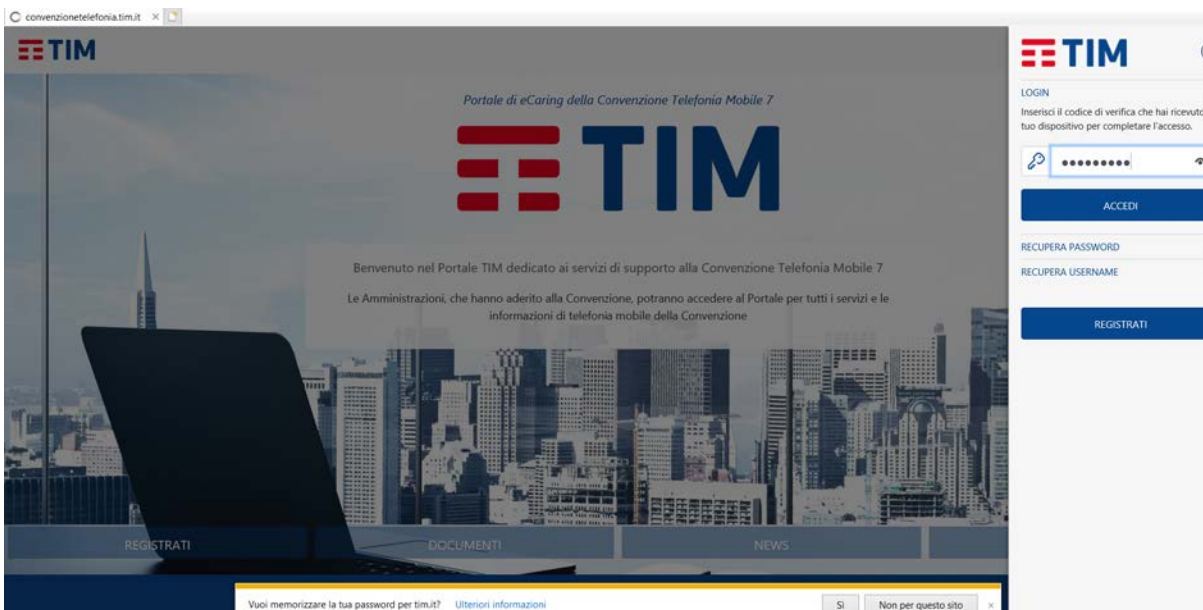 convenzionetelefonia.tim.it
TIM
TIM
Portale di eCaring della Convenzione Telefonia Mobile 7
TIM
Benvenuto nel Portale TIM dedicato ai servizi di supporto alla Convenzione Telefonia Mobile 7
Le Amministrazioni, che hanno aderito alla Convenzione, potranno accedere al Portale per tutti i servizi e le
informazioni di telefonia mobile della Convenzione
LOGIN
Inserisci il codice di verifica che hai ricevuto
tuo dispositivo per completare l'accesso.
ACCEDI
RECUPERA PASSWORD
RECUPERA USERNAME
REGISTRATI
REGISTRATI
DOCUMENTI
NEWS
Vuoi memorizzare la tua password per tim.it? Ulteriori informazioni
Sì
Non per questo sito